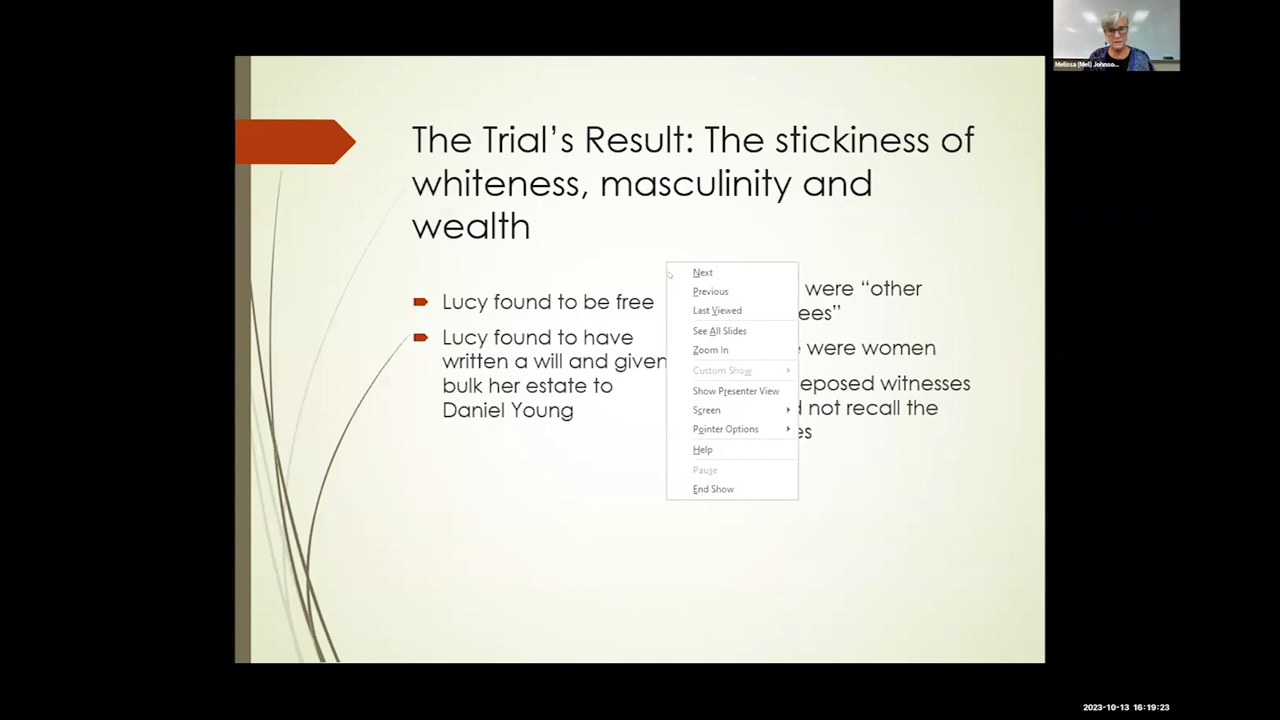 The Trial's Result: The stickiness of
whiteness, masculinity and
wealth
Lucy found to be free
Lucy found to have
written a will and given
bulk her estate to
Daniel Young
Next
Previous
Last Viewed
See All Slides
Zoom In
Custom Show
Show Presenter View
Screen
Pointer Options
Help
Pause
End Show
were “other
ees”
were women
eposed witnesses
not recall the
es
Melissa (Mel) Johnso...
2023-10-13 16:19:23